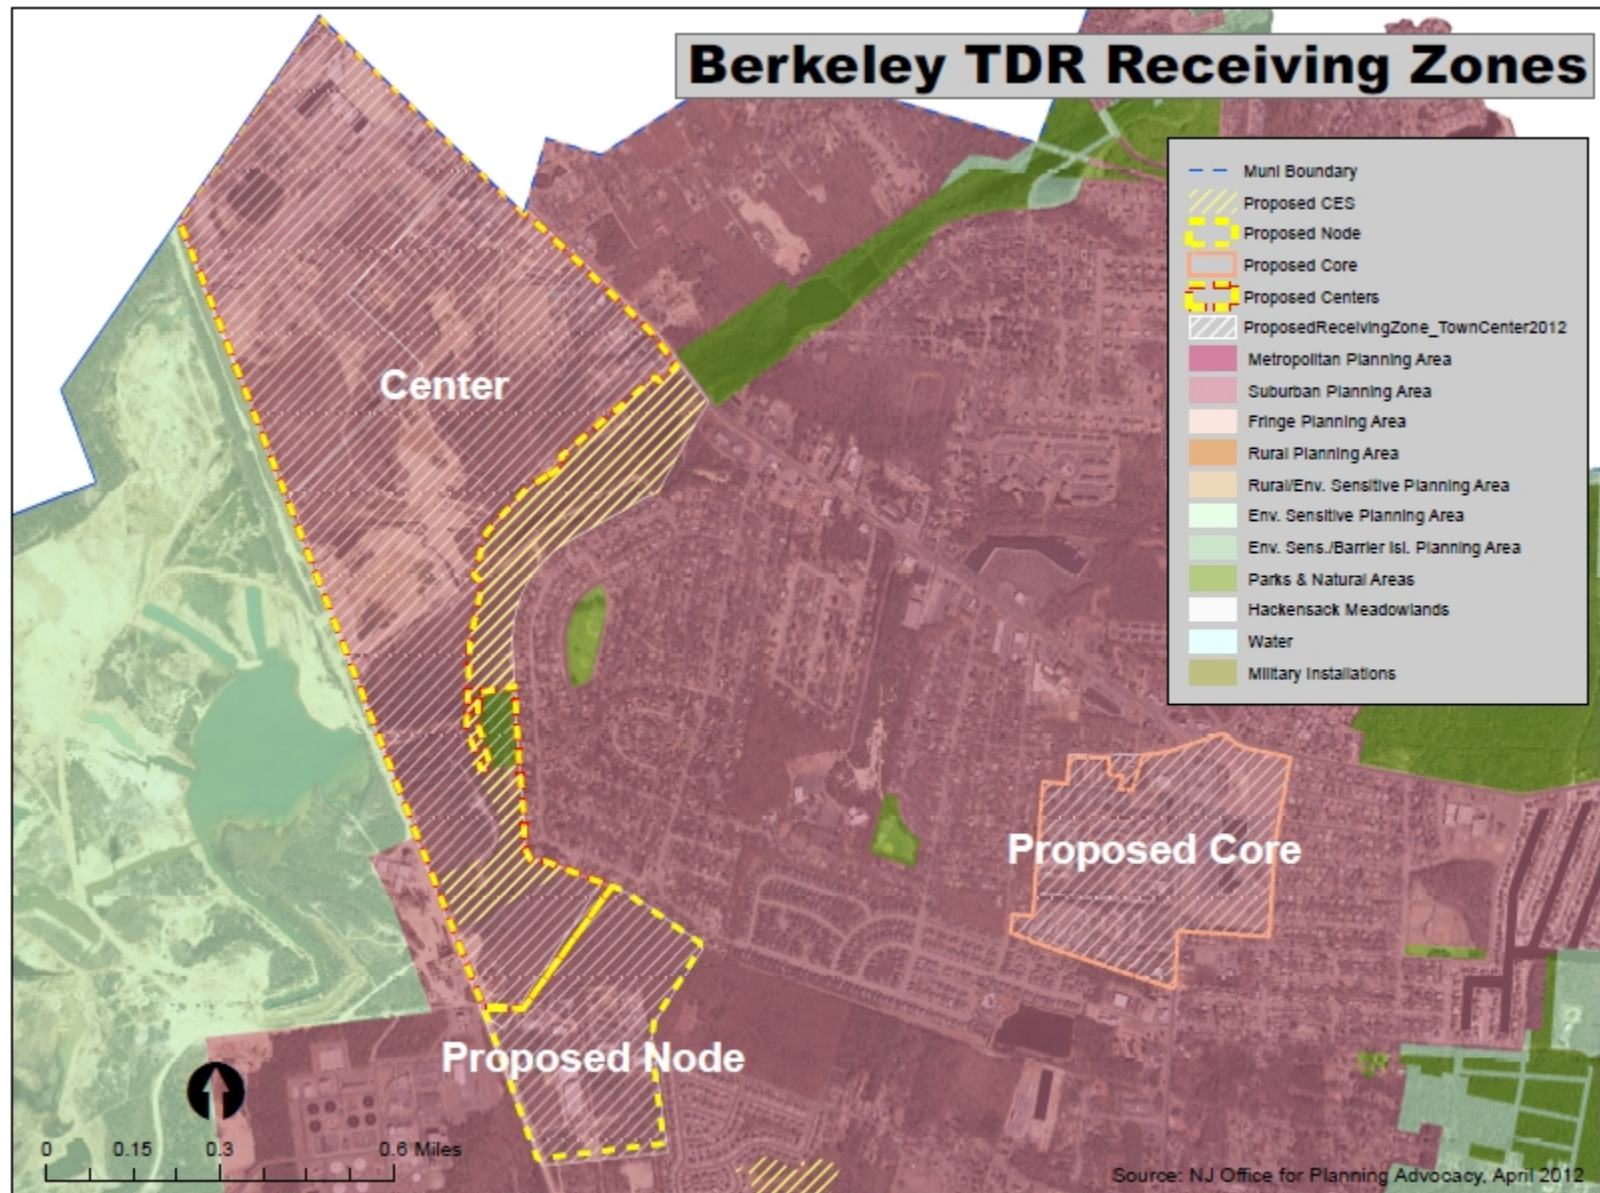 Berkeley TDR Receiving Zones
Muni Boundary
Proposed CES
Proposed Node
Proposed Core
Proposed Centers
ProposedReceivingZone_TownCenter2012
Metropolitan Planning Area
Suburban Planning Area
Fringe Planning Area
Rural Planning Area
Rural/Env. Sensitive Planning Area
Env. Sensitive Planning Area
Env. Sens./Barrier Isl. Planning Area
Parks & Natural Areas
Hackensack Meadowlands
Water
Military Installations
Center
Proposed Core
Proposed Node
0 0.15 0.3 0.6 Miles
Source: NJ Office for Planning Advocacy, April 2012